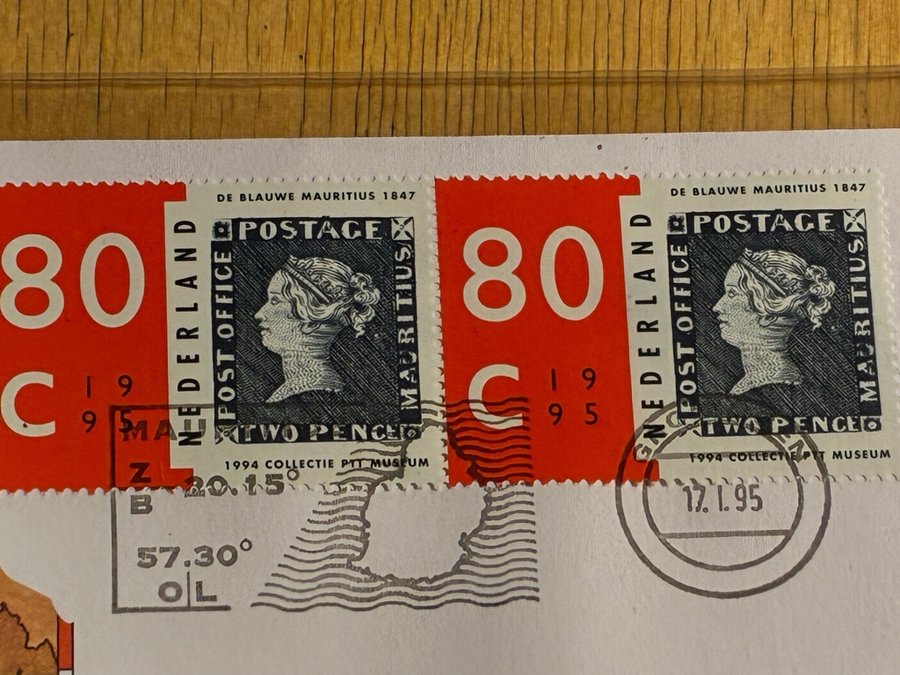 80
C
19
95
NEDERLAND
DE BLAUWE MAURITIUS 1847
POSTAGE
POST OFFICE
MAURITIUS
TWO PENCE
1994 COLLECTIE PTT MUSEUM
80
C
19
95
NEDERLAND
DE BLAUWE MAURITIUS 1847
POSTAGE
POST OFFICE
MAURITIUS
TWO PENCE
1994 COLLECTIE PTT MUSEUM
ZB 20.15°
57.30°
OL
17.1.95